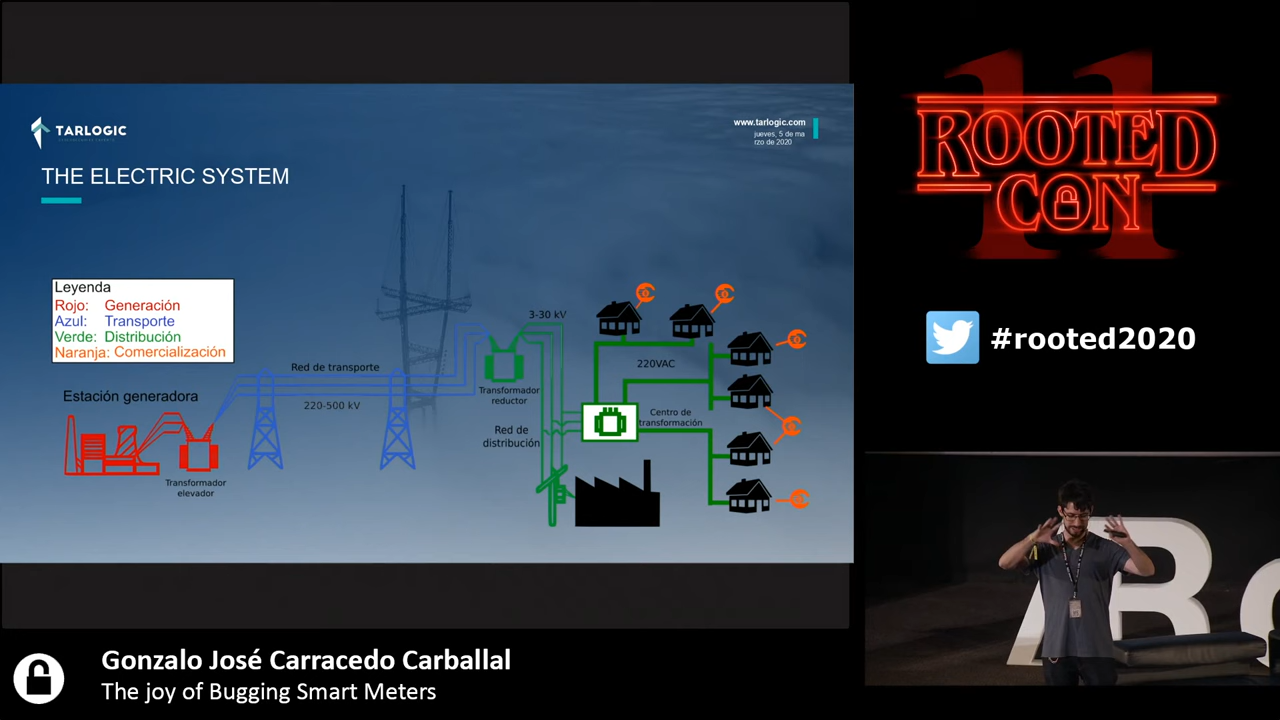 TARLOGIC
www.tarlogic.com
jueves, 5 de ma
rzo de 2020
THE ELECTRIC SYSTEM
Leyenda
Rojo: Generación
Azul: Transporte
Verde: Distribución
Naranja: Comercialización
Estación generadora
Transformador
elevador
Red de transporte
220-500 kV
3-30 kV
Transformador
reductor
Red de
distribución
220VAC
Centro de
transformación
11
ROOTED
CON
#rooted2020
Ro
Gonzalo José Carracedo Carballal
The joy of Bugging Smart Meters